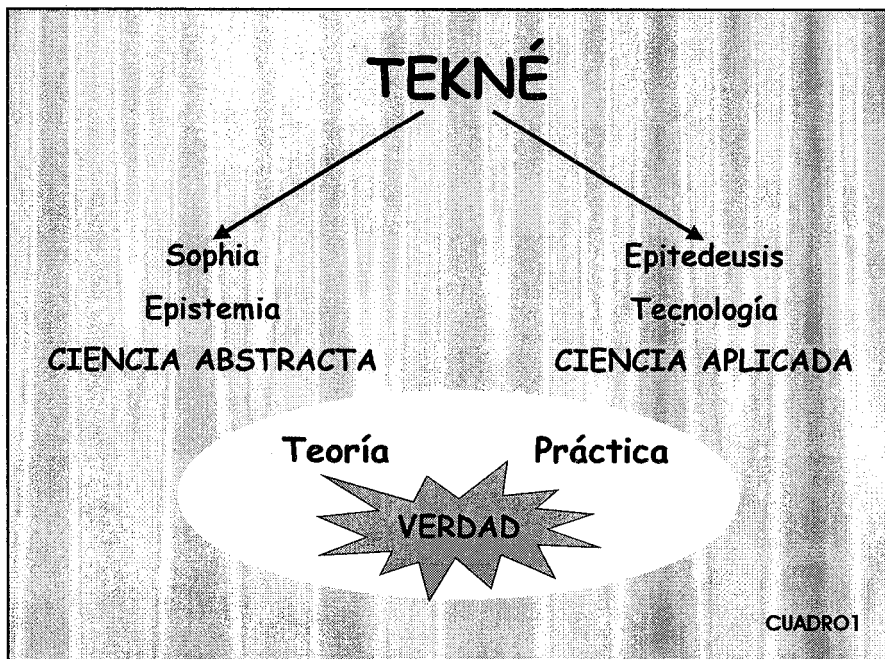 TEKNÉ
Sophia
Epistemia
CIENCIA ABSTRACTA
Epitedeusis
Tecnología
CIENCIA APLICADA
Teoría Práctica
VERDAD
CUADRO1